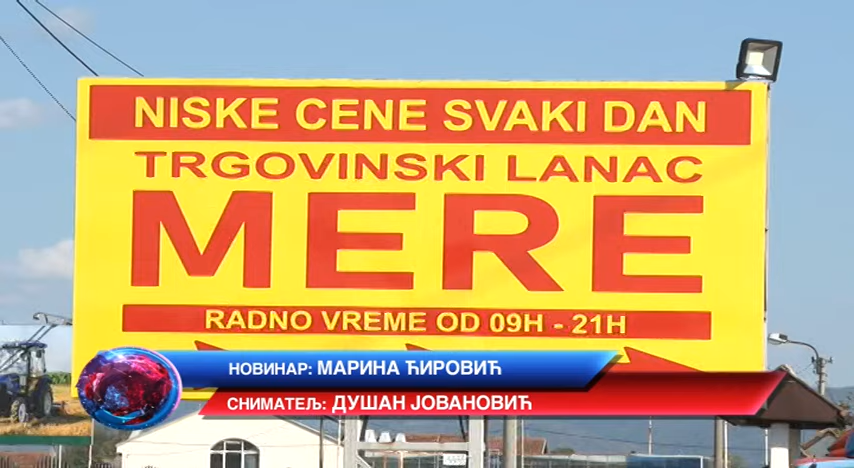 NISKE CENE SVAKI DAN
TRGOVINSKI LANAC
MERE
RADNO VREME OD 09H - 21H
НОВИНАР: МАРИНА ЋИРОВИЋ
СНИМАТЕЉ: ДУШАН ЈОВАНОВИЋ